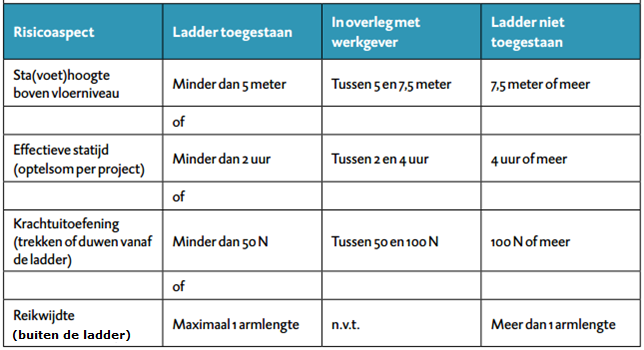 Risicoaspect Ladder toegestaan In overleg met werkgever Ladder niet toegestaan
Sta(voet)hoogte boven vloerniveau Minder dan 5 meter Tussen 5 en 7,5 meter 7,5 meter of meer
of
Effectieve statijd (optelsom per project) Minder dan 2 uur Tussen 2 en 4 uur 4 uur of meer
of
Krachtuitoefening (trekken of duwen vanaf de ladder) Minder dan 50 N Tussen 50 en 100 N 100 N of meer
of
Reikwijdte (buiten de ladder) Maximaal 1 armlengte n.v.t. Meer dan 1 armlengte